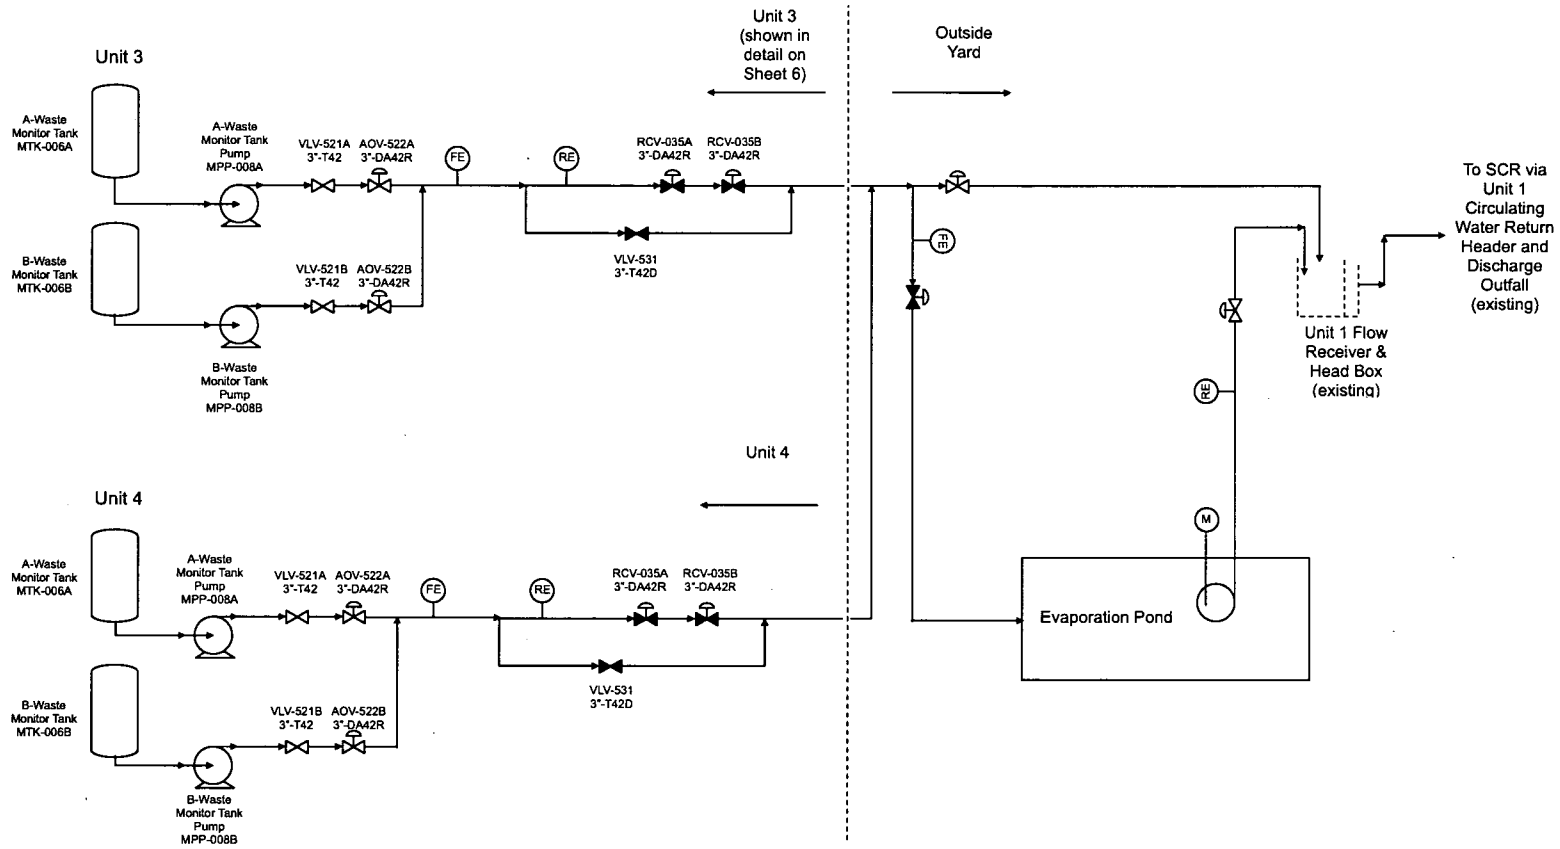 Unit 3
(shown in
detail on
Sheet 6)
Outside
Yard
Unit 3
A-Waste
Monitor Tank
MTK-006A
A-Waste
Monitor Tank
Pump
MPP-008A
VLV-521A
3"-T42
AOV-522A
3"-DA42R
FE
RE
RCV-035A
3"-DA42R
RCV-035B
3"-DA42R
To SCR via
Unit 1
Circulating
Water Return
Header and
Discharge
Outfall
(existing)
B-Waste
Monitor Tank
MTK-006B
VLV-521B
3"-T42
AOV-522B
3"-DA42R
VLV-531
3"-T42D
FE
B-Waste
Monitor Tank
Pump
MPP-008B
Unit 1 Flow
Receiver &
Head Box
(existing)
RE
Unit 4
Unit 4
A-Waste
Monitor Tank
MTK-006A
A-Waste
Monitor Tank
Pump
MPP-008A
VLV-521A
3"-T42
AOV-522A
3"-DA42R
FE
RE
RCV-035A
3"-DA42R
RCV-035B
3"-DA42R
M
Evaporation Pond
B-Waste
Monitor Tank
MTK-006B
VLV-521B
3"-T42
AOV-522B
3"-DA42R
VLV-531
3"-T42D
B-Waste
Monitor Tank
Pump
MPP-008B